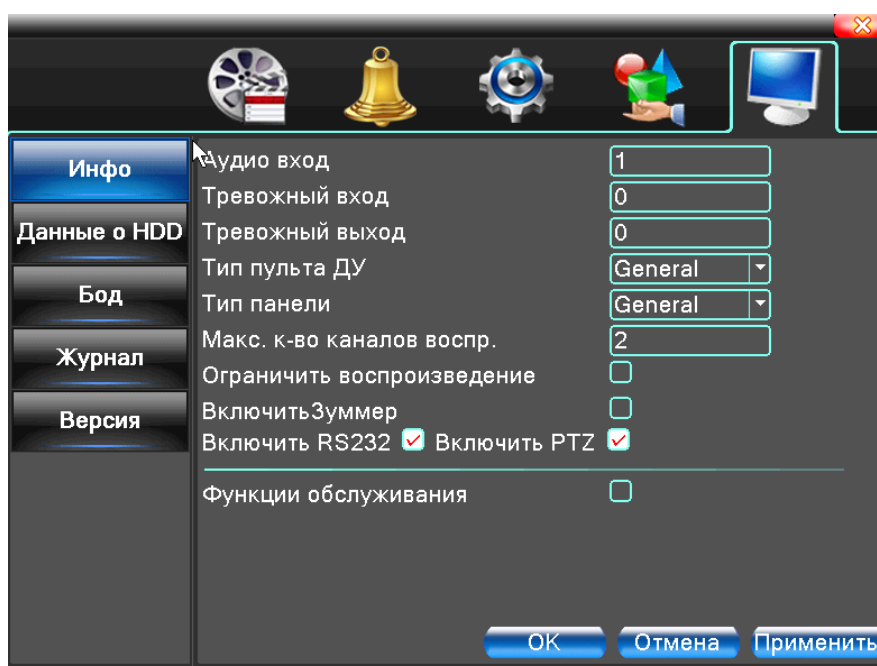 Инфо
Данные о HDD
Бод
Журнал
Версия
Аудио вход 1
Тревожный вход 0
Тревожный выход 0
Тип пульта ДУ General
Тип панели General
Макс. к-во каналов воспр. 2
Ограничить воспроизведение
ВключитьЗуммер
Включить RS232 Включить PTZ
Функции обслуживания
OK Отмена Применить